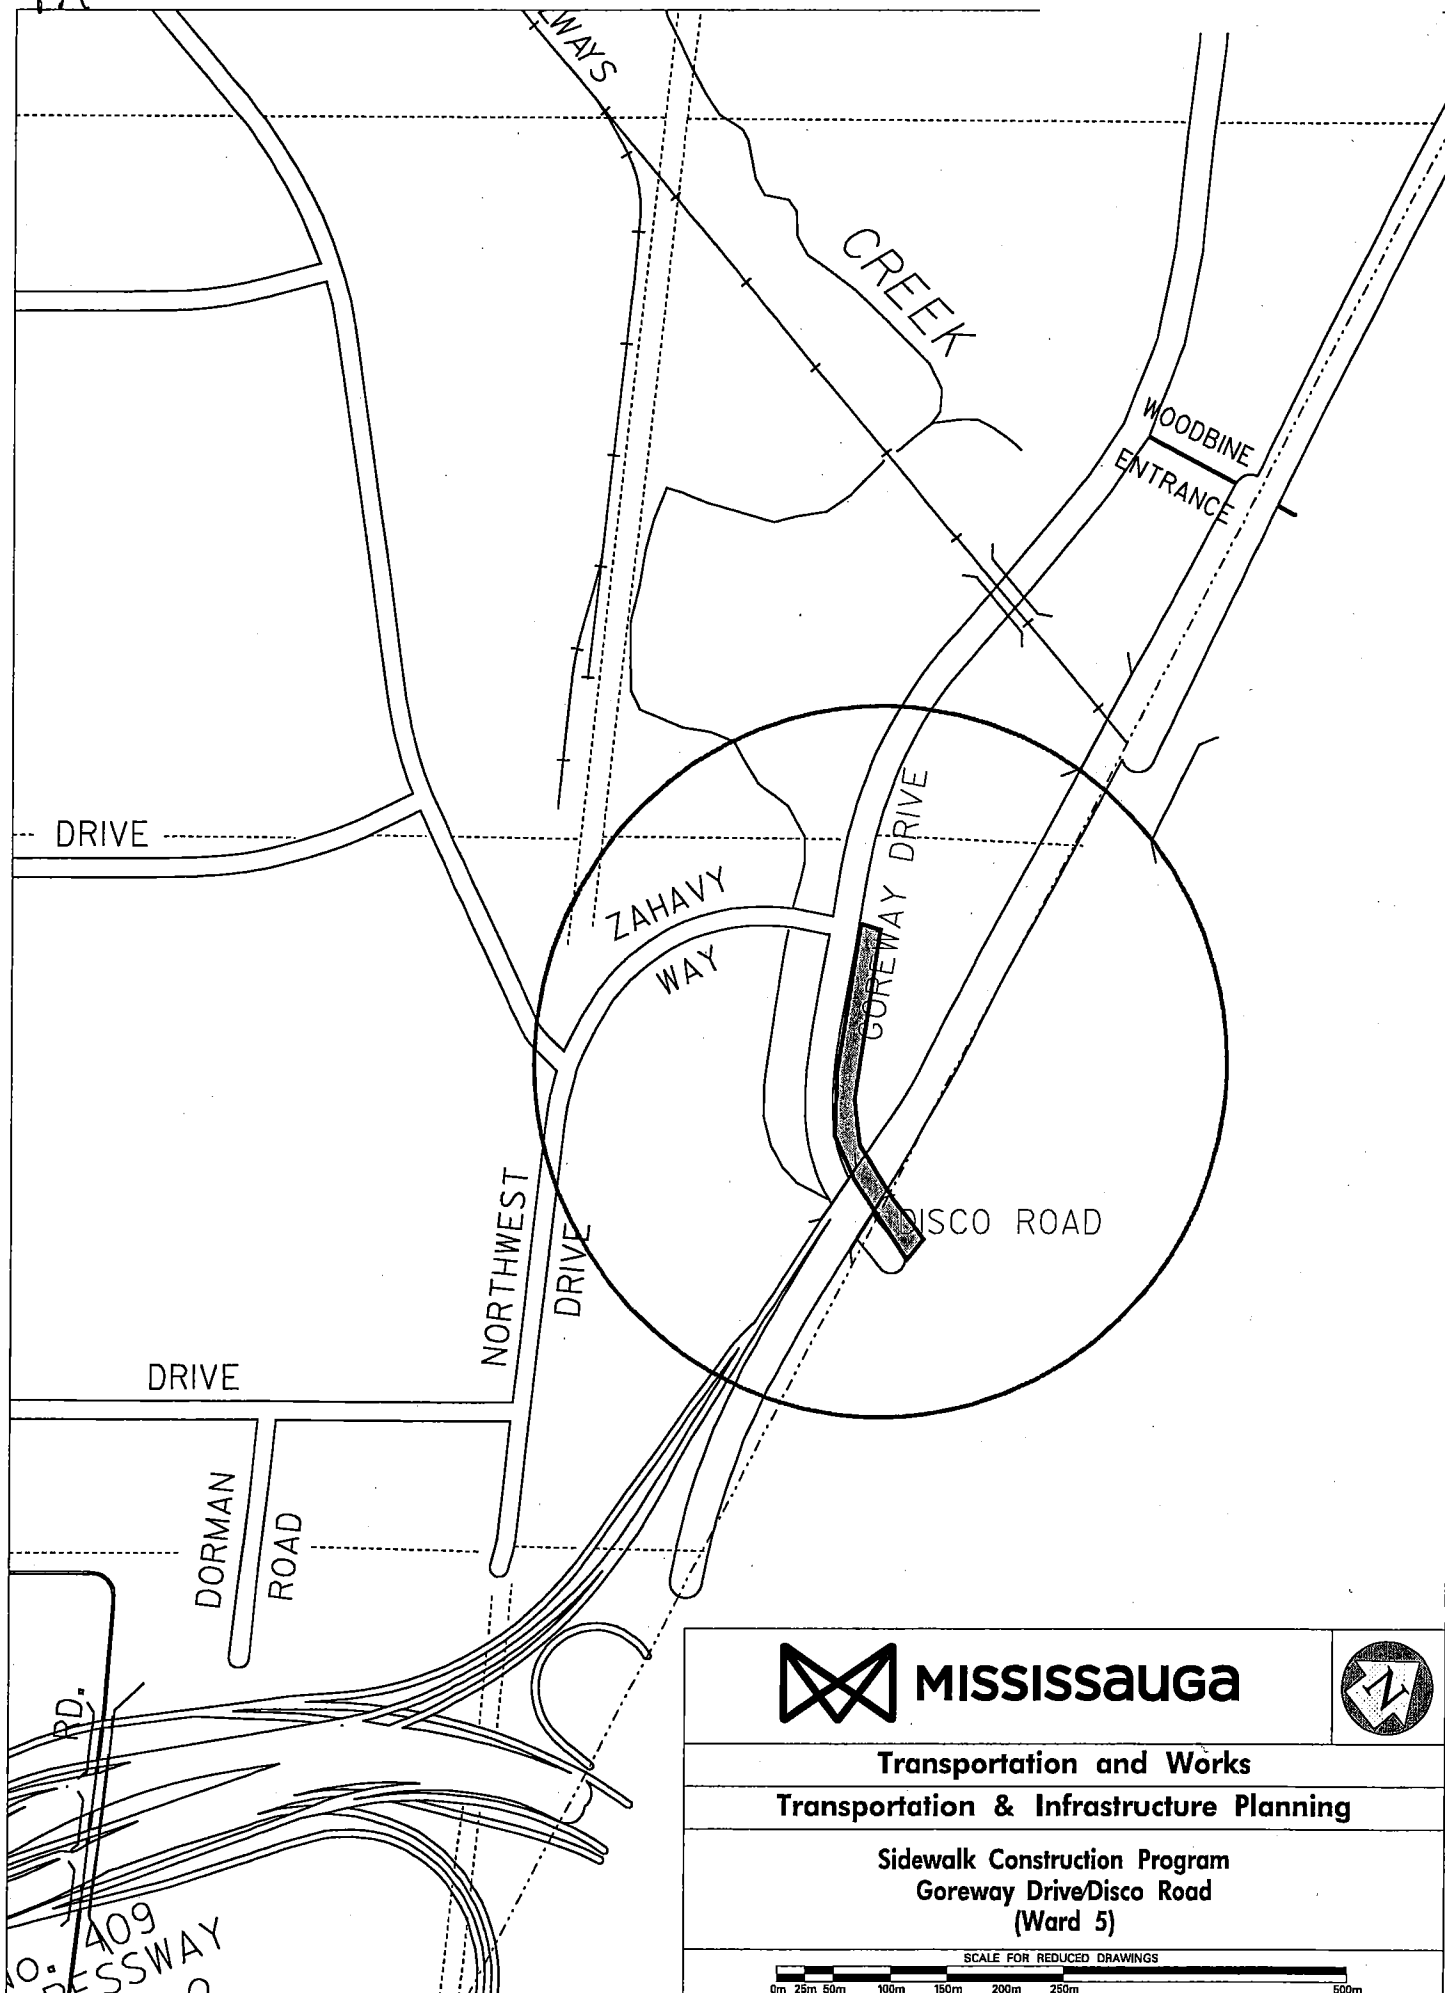 CREEK
WOODBINE
ENTRANCE
DRIVE
ZAHAVY
WAY
GOREWAY DRIVE
DISCO ROAD
NORTHWEST
DRIVE
DRIVE
DORMAN
ROAD
RD.
409
MISSISSAUGA
N
Transportation and Works
Transportation & Infrastructure Planning
Sidewalk Construction Program
Goreway Drive/Disco Road
(Ward 5)
SCALE FOR REDUCED DRAWINGS
0m 25m 50m 100m 150m 200m 250m 500m